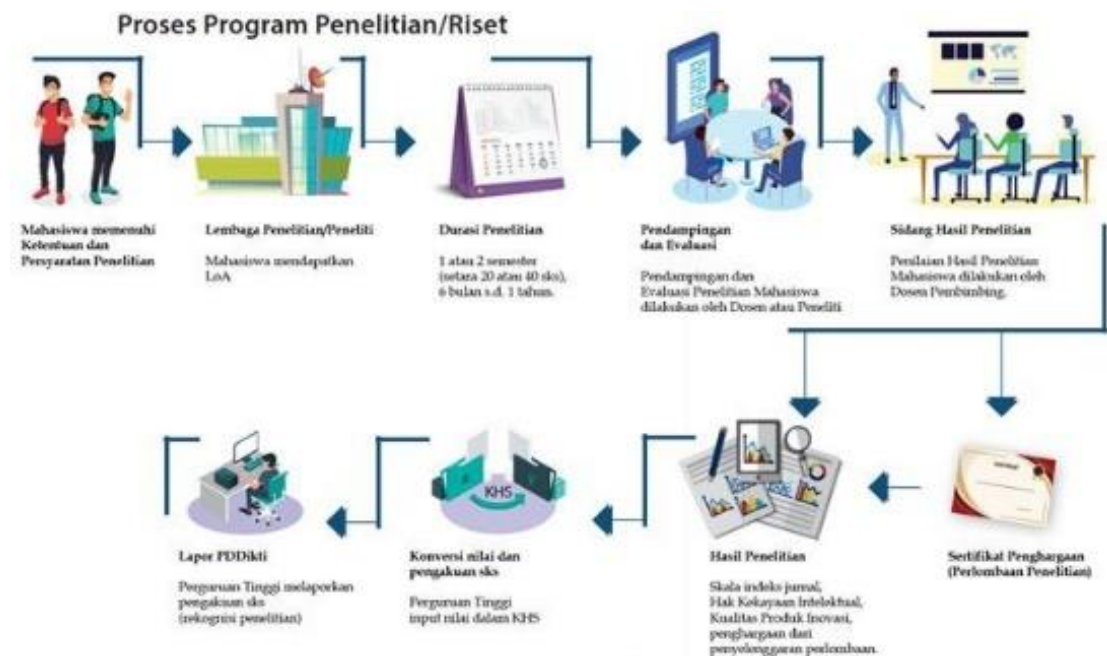 Proses Program Penelitian/Riset
Mahasiswa memenuhi
Ketentuan dan
Persyaratan Penelitian
Lembaga Penelitian/Peneliti
Mahasiswa mendapatkan
LoA
Durasi Penelitian
1 atau 2 semester
(setara 20 atau 40 sks),
6 bulan s.d. 1 tahun.
Pendampingan
dan Evaluasi
Pendampingan dan
Evaluasi Penelitian Mahasiswa
dilakukan oleh Dosen atau Peneliti
Sidang Hasil Penelitian
Penilaian Hasil Penelitian
Mahasiswa dilakukan oleh
Dosen Pembimbing.
Lapor PDDikti
Perguruan Tinggi melaporkan
pengakuan sks
(rekognisi penelitian)
KHS
Konversi nilai dan
pengakuan sks
Perguruan Tinggi
input nilai dalam KHS
Hasil Penelitian
Skala indeks jurnal,
Hak Kekayaan Intelektual,
Kualitas Produk Inovasi,
penghargaan dari
penyelenggaran perlombaan.
Sertifikat Penghargaan
(Perlombaan Penelitian)